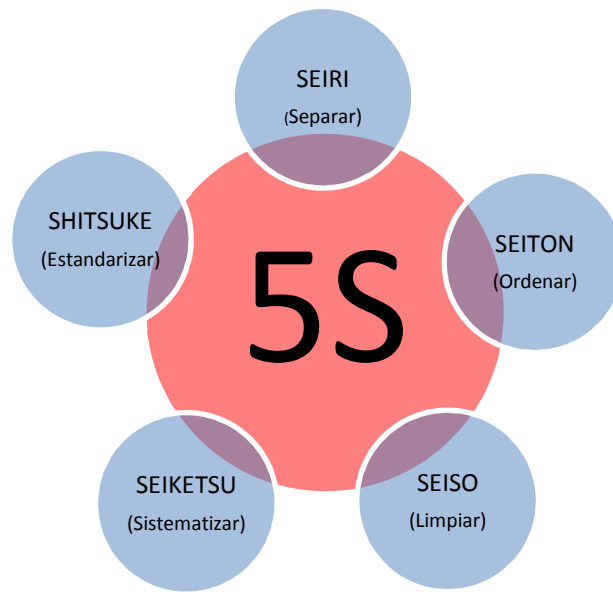 SEIRI
(Separar)
SHITSUKE
(Estandarizar)
5S
SEITON
(Ordenar)
SEIKETSU
(Sistematizar)
SEISO
(Limpiar)